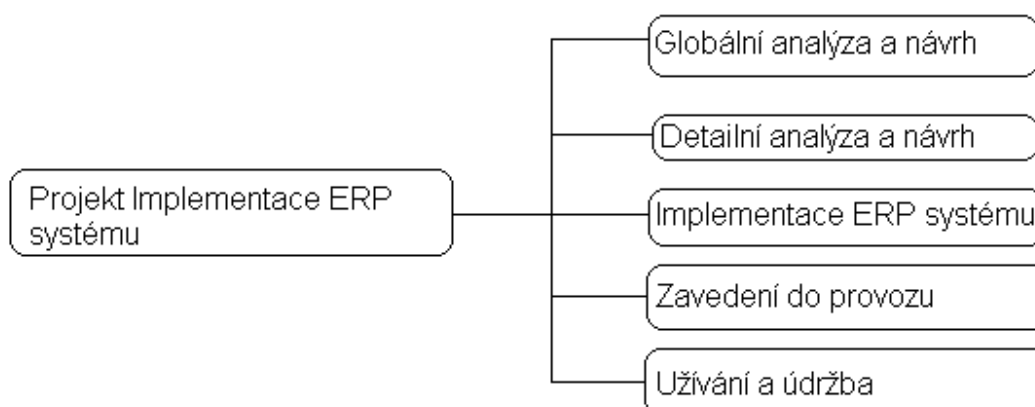 Globální analýza a návrh
Detailní analýza a návrh
Projekt Implementace ERP
systému
Implementace ERP systému
Zavedení do provozu
Užívání a údržba